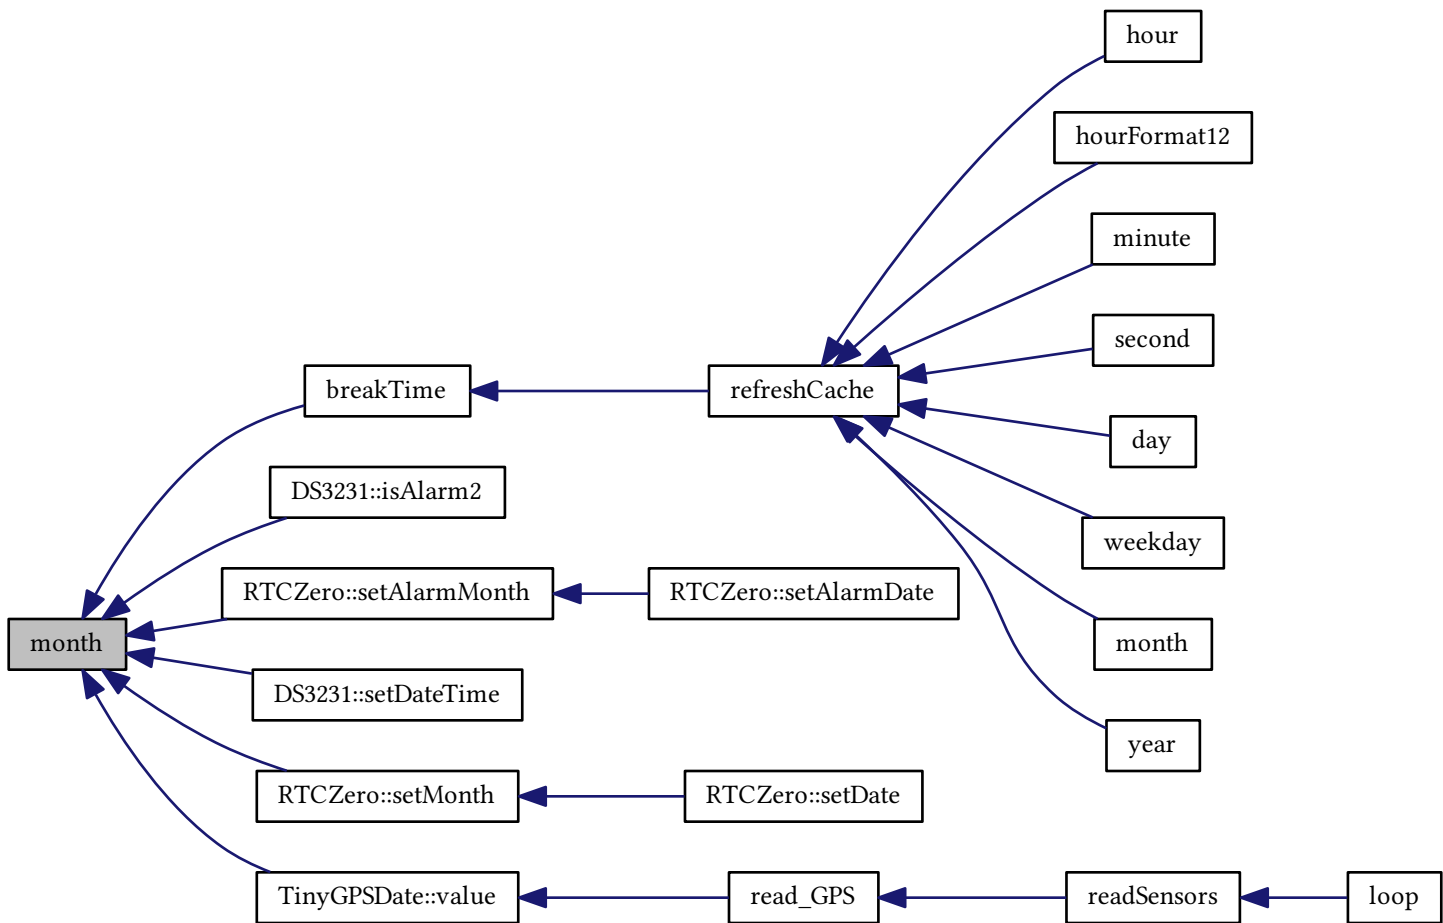 hour
hourFormat12
minute
second
breakTime
refreshCache
day
DS3231::isAlarm2
weekday
RTCZero::setAlarmMonth
RTCZero::setAlarmDate
month
month
DS3231::setDateTime
year
RTCZero::setMonth
RTCZero::setDate
TinyGPSDate::value
read_GPS
readSensors
loop